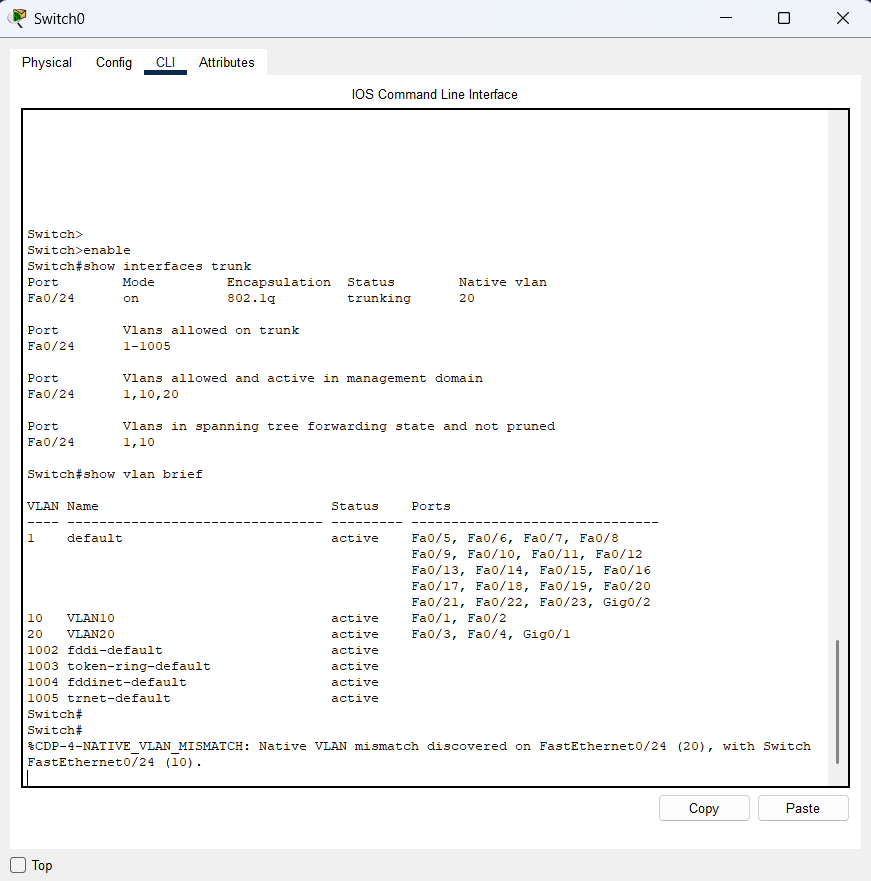 Switch0
Physical Config CLI Attributes
IOS Command Line Interface
Switch>
Switch>enable
Switch#show interfaces trunk
Port        Mode         Encapsulation  Status        Native vlan
Fa0/24      on           802.1q         trunking      20
Port        Vlans allowed on trunk
Fa0/24      1-1005
Port        Vlans allowed and active in management domain
Fa0/24      1,10,20
Port        Vlans in spanning tree forwarding state and not pruned
Fa0/24      1,10
Switch#show vlan brief
VLAN Name                             Status    Ports
---- -------------------------------- --------- -------------------------------
1    default                          active    Fa0/5, Fa0/6, Fa0/7, Fa0/8
                                                Fa0/9, Fa0/10, Fa0/11, Fa0/12
                                                Fa0/13, Fa0/14, Fa0/15, Fa0/16
                                                Fa0/17, Fa0/18, Fa0/19, Fa0/20
                                                Fa0/21, Fa0/22, Fa0/23, Gig0/2
10   VLAN10                           active    Fa0/1, Fa0/2
20   VLAN20                           active    Fa0/3, Fa0/4, Gig0/1
1002 fddi-default                     active
1003 token-ring-default               active
1004 fddinet-default                  active
1005 trnet-default                    active
Switch#
Switch#
%CDP-4-NATIVE_VLAN_MISMATCH: Native VLAN mismatch discovered on FastEthernet0/24 (20), with Switch
FastEthernet0/24 (10).
Copy Paste
Top